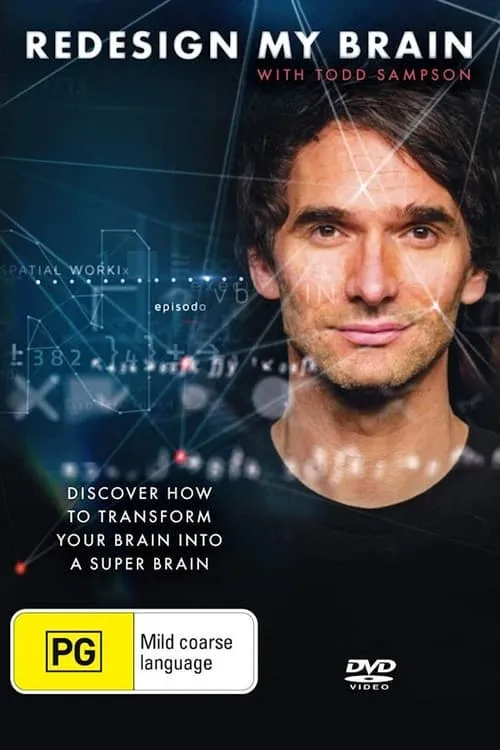 REDESIGN MY BRAIN
WITH TODD SAMPSON
SPATIAL WORKI
episodo
382
DISCOVER HOW
TO TRANSFORM
YOUR BRAIN INTO
A SUPER BRAIN
PG
Mild coarse
language
DVD
VIDEO